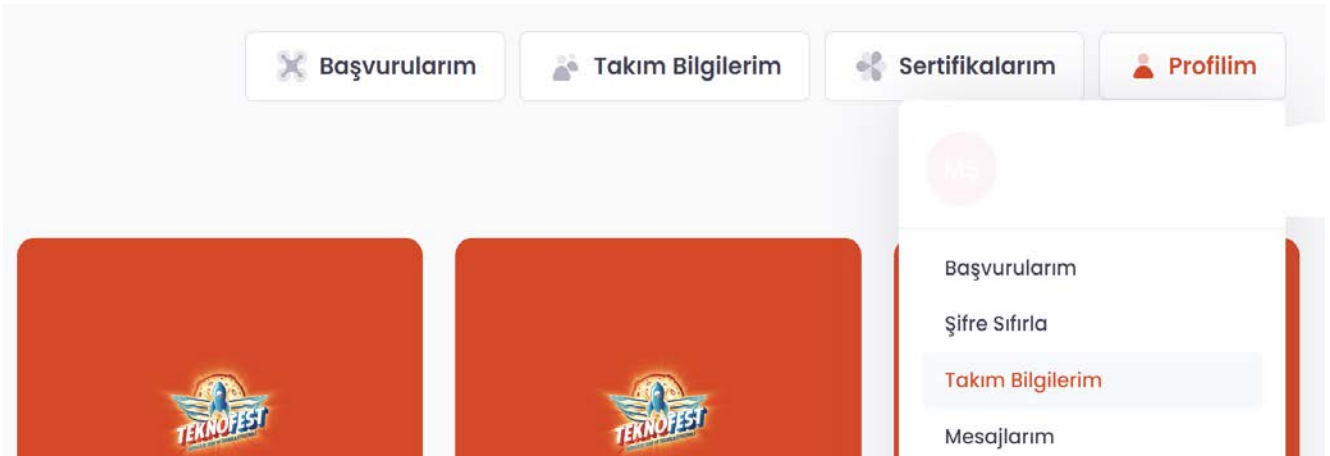 Başvurularım
Takım Bilgilerim
Sertifikalarım
Profilim
MŞ
Başvurularım
Şifre Sıfırla
Takım Bilgilerim
Mesajlarım
TEKNOFEST
TEKNOFEST